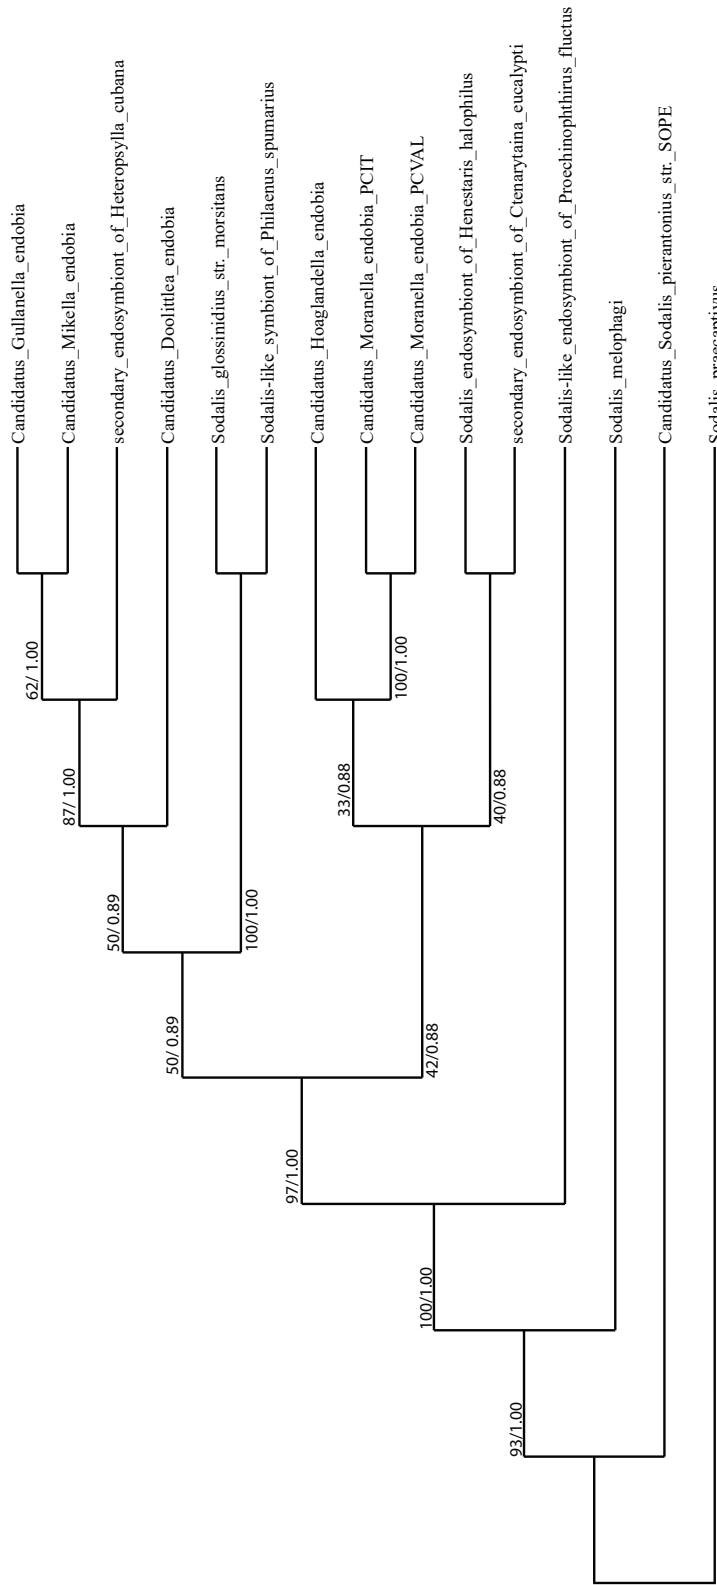 Candidatus_Gullanella_endobia
Candidatus_Mikella_endobia
secondary_endosymbiont_of_Heteropsylla_cubana
Candidatus_Doolittlea_endobia
Sodalis_glossinidius_str._morsitans
Sodalis-like_symbiont_of_Philaenus_spumarius
Candidatus_Hoaglandella_endobia
Candidatus_Moranella_endobia_PCIT
Candidatus_Moranella_endobia_PCVAL
Sodalis_endosymbiont_of_Henestaris_halophilus
secondary_endosymbiont_of_Ctenarytaina_eucalypti
Sodalis-like_endosymbiont_of_Proechinophthirus_fluctus
Sodalis_melophagi
Candidatus_Sodalis_pierantonius_str._SOPE
Sodalis_praecaptivus
62/ 1.00
87/ 1.00
50/ 0.89
100/1.00
50/ 0.89
33/0.88
100/1.00
40/0.88
42/0.88
97/1.00
100/1.00
93/1.00